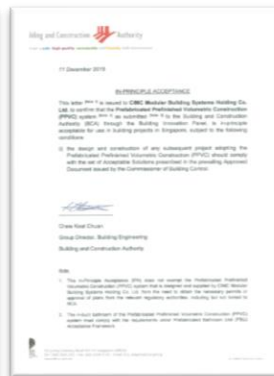 Building and Construction Authority
11 December 2015
IN-PRINCIPLE ACCEPTANCE
This letter is issued to CIMC Modular Building Systems Holding Co.
Ltd. to confirm that the Prefabricated Prefinished Volumetric Construction
(PPVC) system as submitted to the Building and Construction
Authority (BCA) through the Building Innovation Panel, is in-principle
acceptable for use in building projects in Singapore, subject to the following
conditions:
i) the design and construction of any subsequent project adopting the
Prefabricated Prefinished Volumetric Construction (PPVC) should comply
with the set of Acceptable Solutions prescribed in the prevailing Approved
Document issued by the Commissioner of Building Control.
Chew Keat Chuan
Group Director, Building Engineering
Building and Construction Authority
Note:
1. This In-Principle Acceptance (IPA) does not exempt the Prefabricated Prefinished
Volumetric Construction (PPVC) system that is designed and supplied by CIMC Modular
Building Systems Holding Co. Ltd. from the need to obtain the necessary permits or
approval of plans from the relevant regulatory authorities, including but not limited to
BCA.
2. The in-built bathroom of the Prefabricated Prefinished Volumetric Construction (PPVC)
system must comply with the requirements under Prefabricated Bathroom Unit (PBU)
Acceptance Framework.